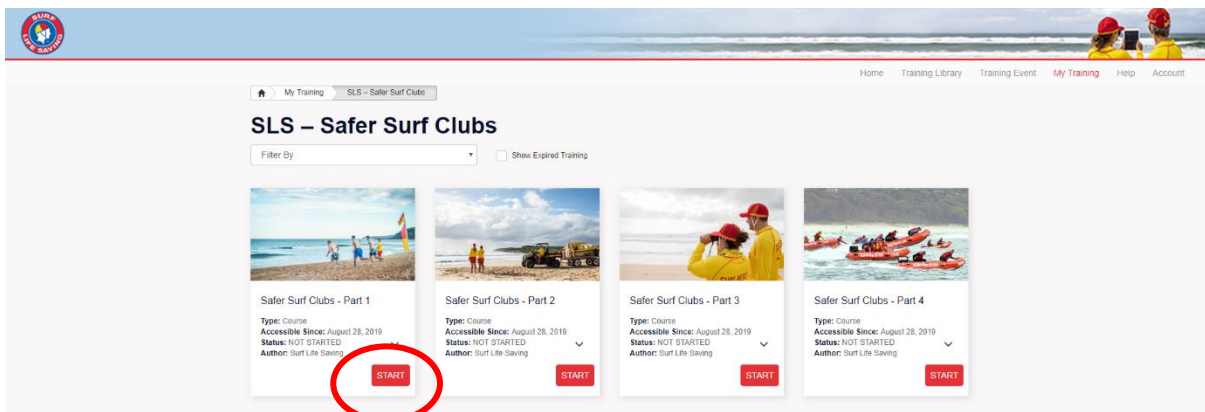 SURF
LIFE SAVING
Home Training Library Training Event My Training Help Account
My Training SLS – Safer Surf Clubs
SLS – Safer Surf Clubs
Filter By Show Expired Training
Safer Surf Clubs - Part 1
Type: Course
Accessible Since: August 28, 2019
Status: NOT STARTED
Author: Surf Life Saving
START
Safer Surf Clubs - Part 2
Type: Course
Accessible Since: August 28, 2019
Status: NOT STARTED
Author: Surf Life Saving
START
Safer Surf Clubs - Part 3
Type: Course
Accessible Since: August 28, 2019
Status: NOT STARTED
Author: Surf Life Saving
START
Safer Surf Clubs - Part 4
Type: Course
Accessible Since: August 28, 2019
Status: NOT STARTED
Author: Surf Life Saving
START